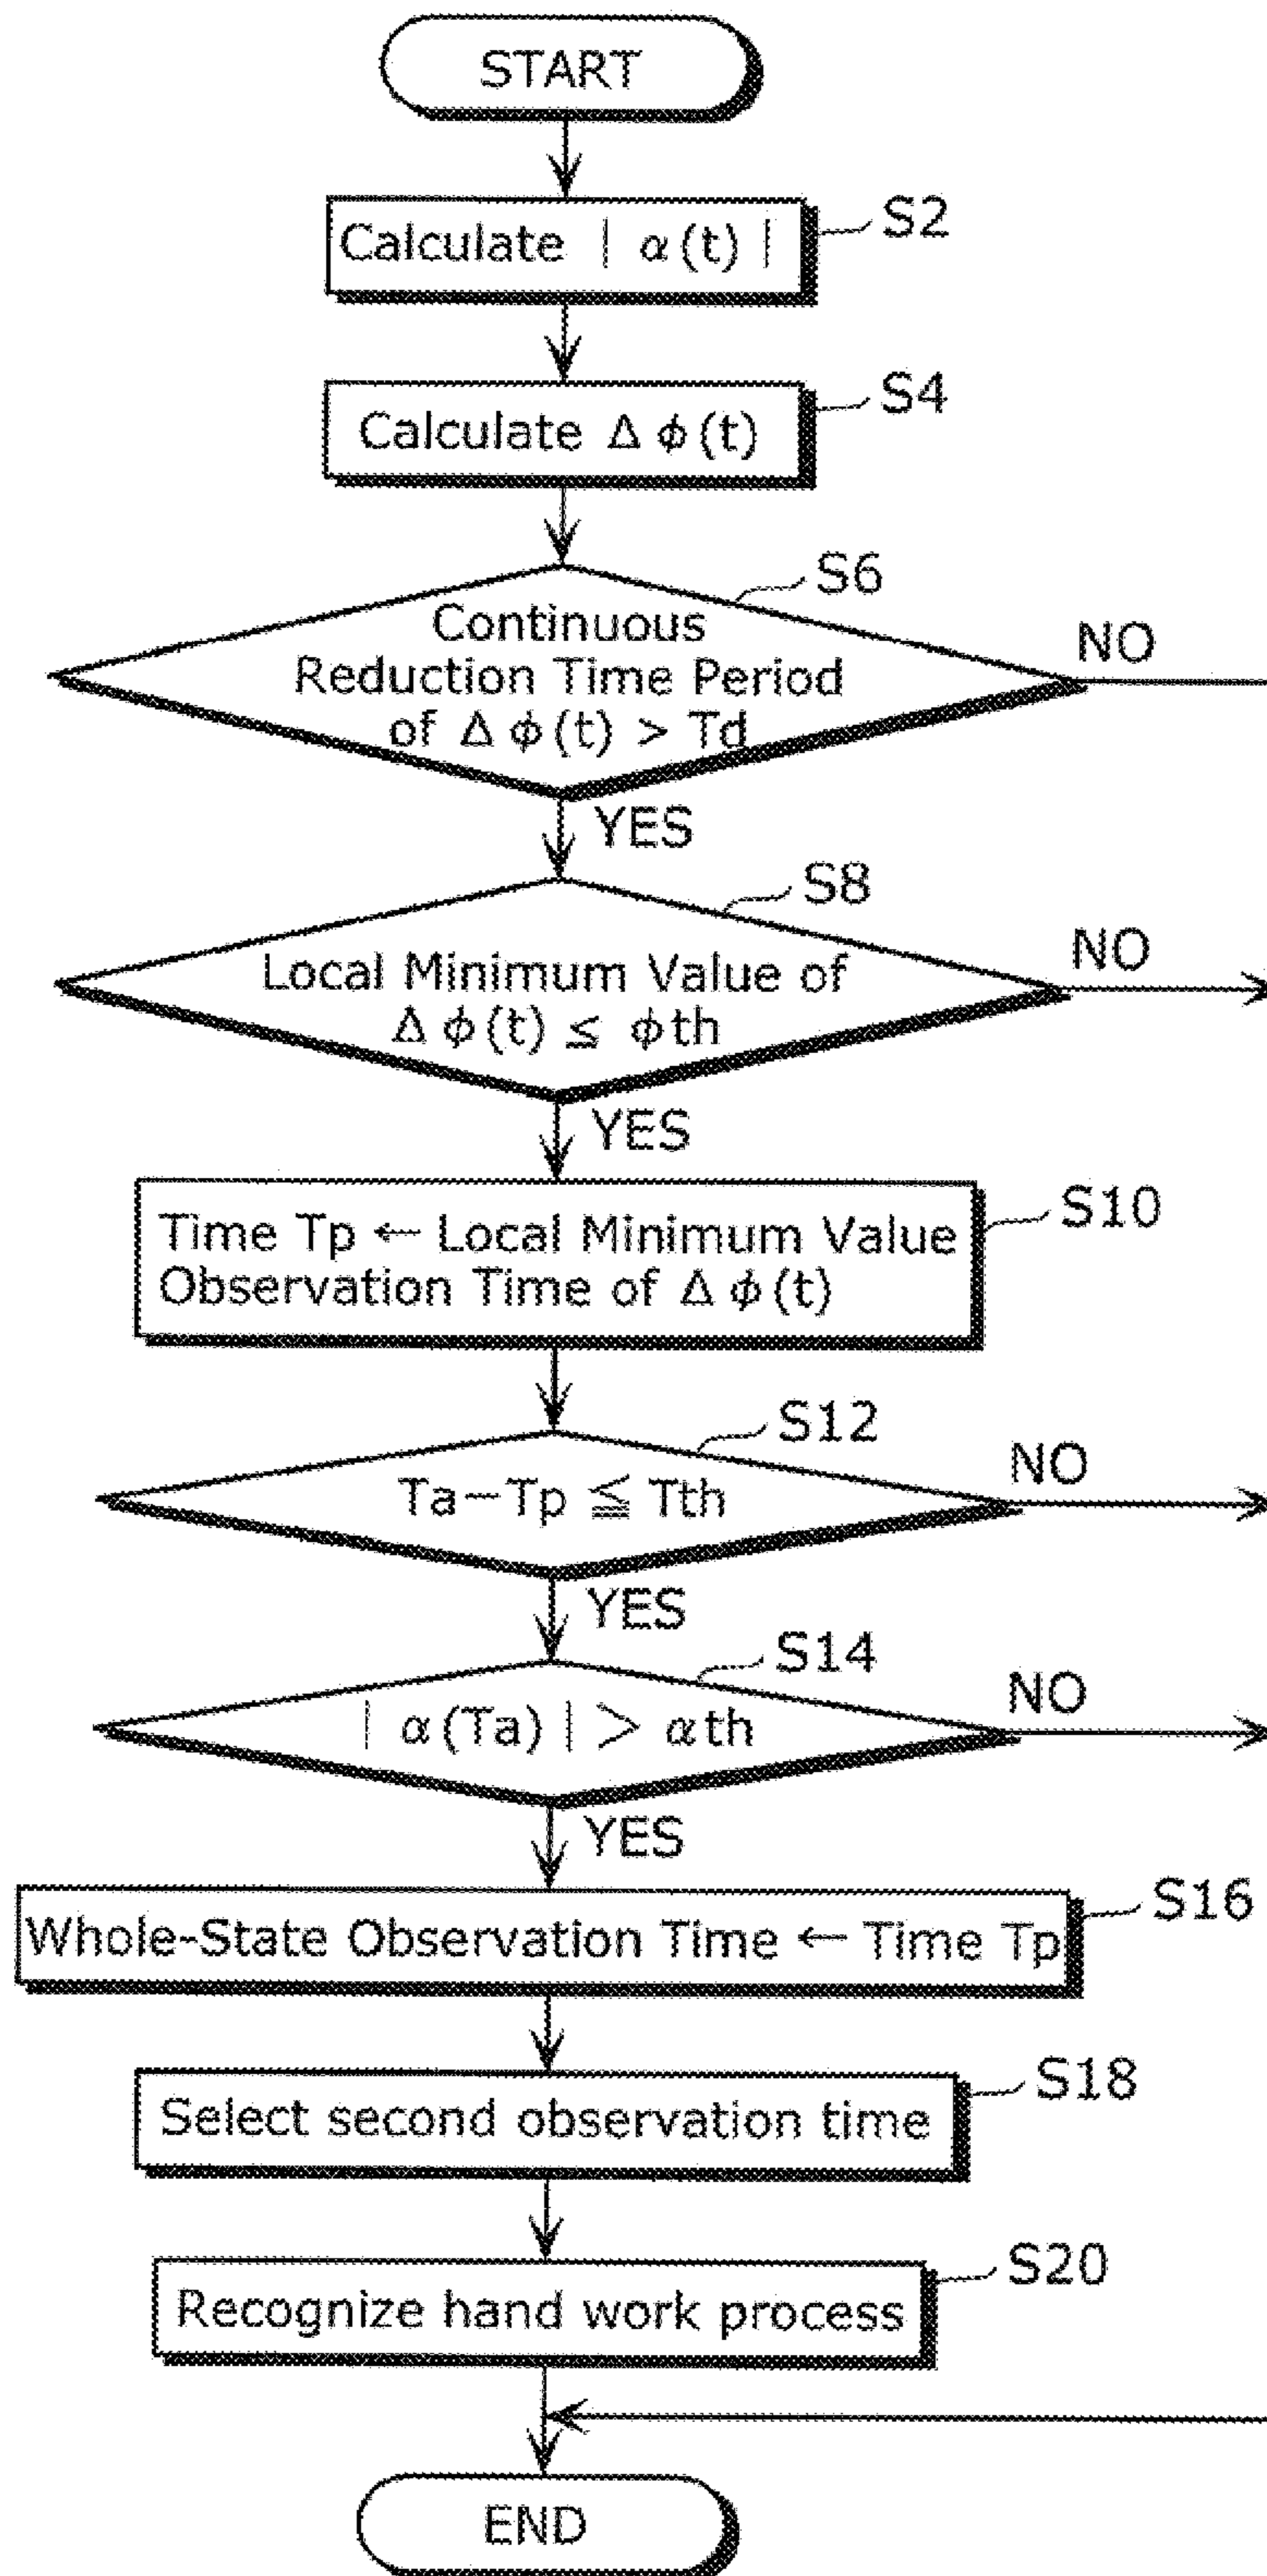 START
Calculate | α(t) |
S2
Calculate Δφ(t)
S4
S6
Continuous
Reduction Time Period
of Δφ(t) > Td
NO
YES
S8
Local Minimum Value of
Δφ(t) ≦ φth
NO
YES
S10
Time Tp ← Local Minimum Value
Observation Time of Δφ(t)
S12
Ta−Tp ≦ Tth
NO
YES
S14
| α(Ta) | > αth
NO
YES
S16
Whole-State Observation Time ← Time Tp
S18
Select second observation time
S20
Recognize hand work process
END